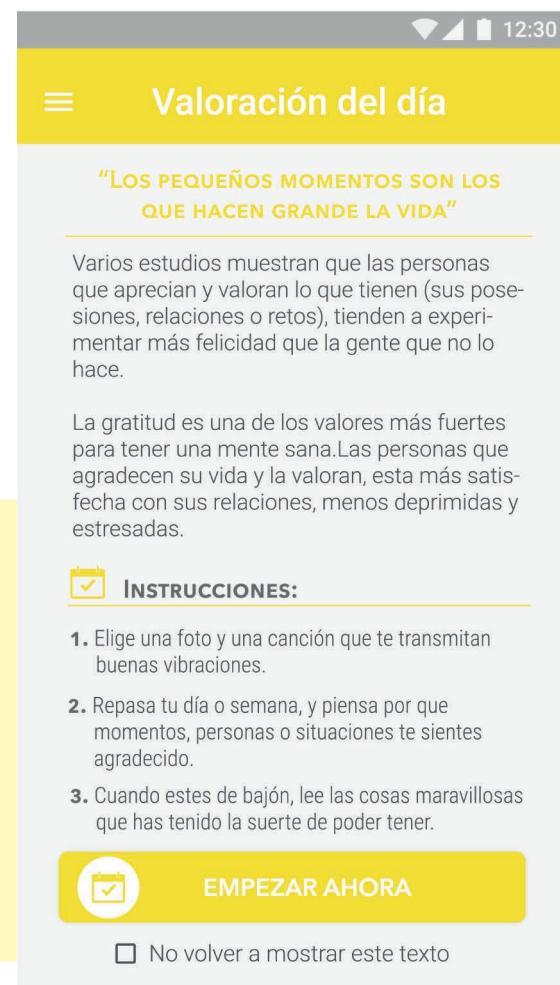 12:30
Valoración del día
“Los pequeños momentos son los
que hacen grande la vida”
Varios estudios muestran que las personas
que aprecian y valoran lo que tienen (sus pose-
siones, relaciones o retos), tienden a experi-
mentar más felicidad que la gente que no lo
hace.
La gratitud es una de los valores más fuertes
para tener una mente sana.Las personas que
agradecen su vida y la valoran, esta más satis-
fecha con sus relaciones, menos deprimidas y
estresadas.
Instrucciones:
1. Elige una foto y una canción que te transmitan
buenas vibraciones.
2. Repasa tu día o semana, y piensa por que
momentos, personas o situaciones te sientes
agradecido.
3. Cuando estes de bajón, lee las cosas maravillosas
que has tenido la suerte de poder tener.
EMPEZAR AHORA
No volver a mostrar este texto